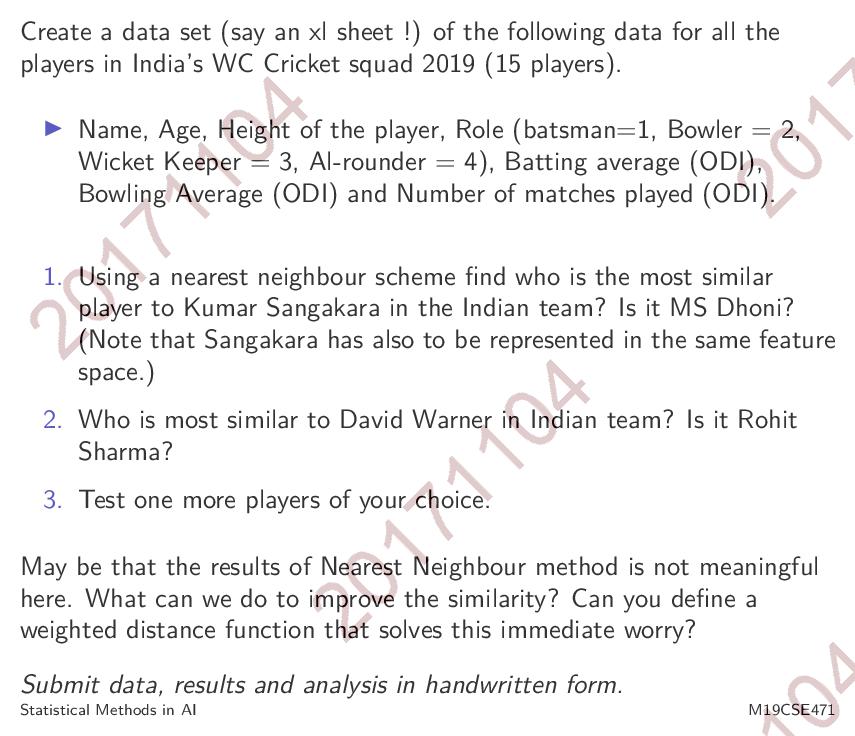 Create a data set (say an xl sheet !) of the following data for all the
players in India's WC Cricket squad 2019 (15 players).
▶ Name, Age, Height of the player, Role (batsman=1, Bowler = 2,
Wicket Keeper = 3, Al-rounder = 4), Batting average (ODI),
Bowling Average (ODI) and Number of matches played (ODI).
1. Using a nearest neighbour scheme find who is the most similar
player to Kumar Sangakara in the Indian team? Is it MS Dhoni?
(Note that Sangakara has also to be represented in the same feature
space.)
2. Who is most similar to David Warner in Indian team? Is it Rohit
Sharma?
3. Test one more players of your choice.
May be that the results of Nearest Neighbour method is not meaningful
here. What can we do to improve the similarity? Can you define a
weighted distance function that solves this immediate worry?
Submit data, results and analysis in handwritten form.
Statistical Methods in AI
M19CSE471
20171104
20171104
20171104
104